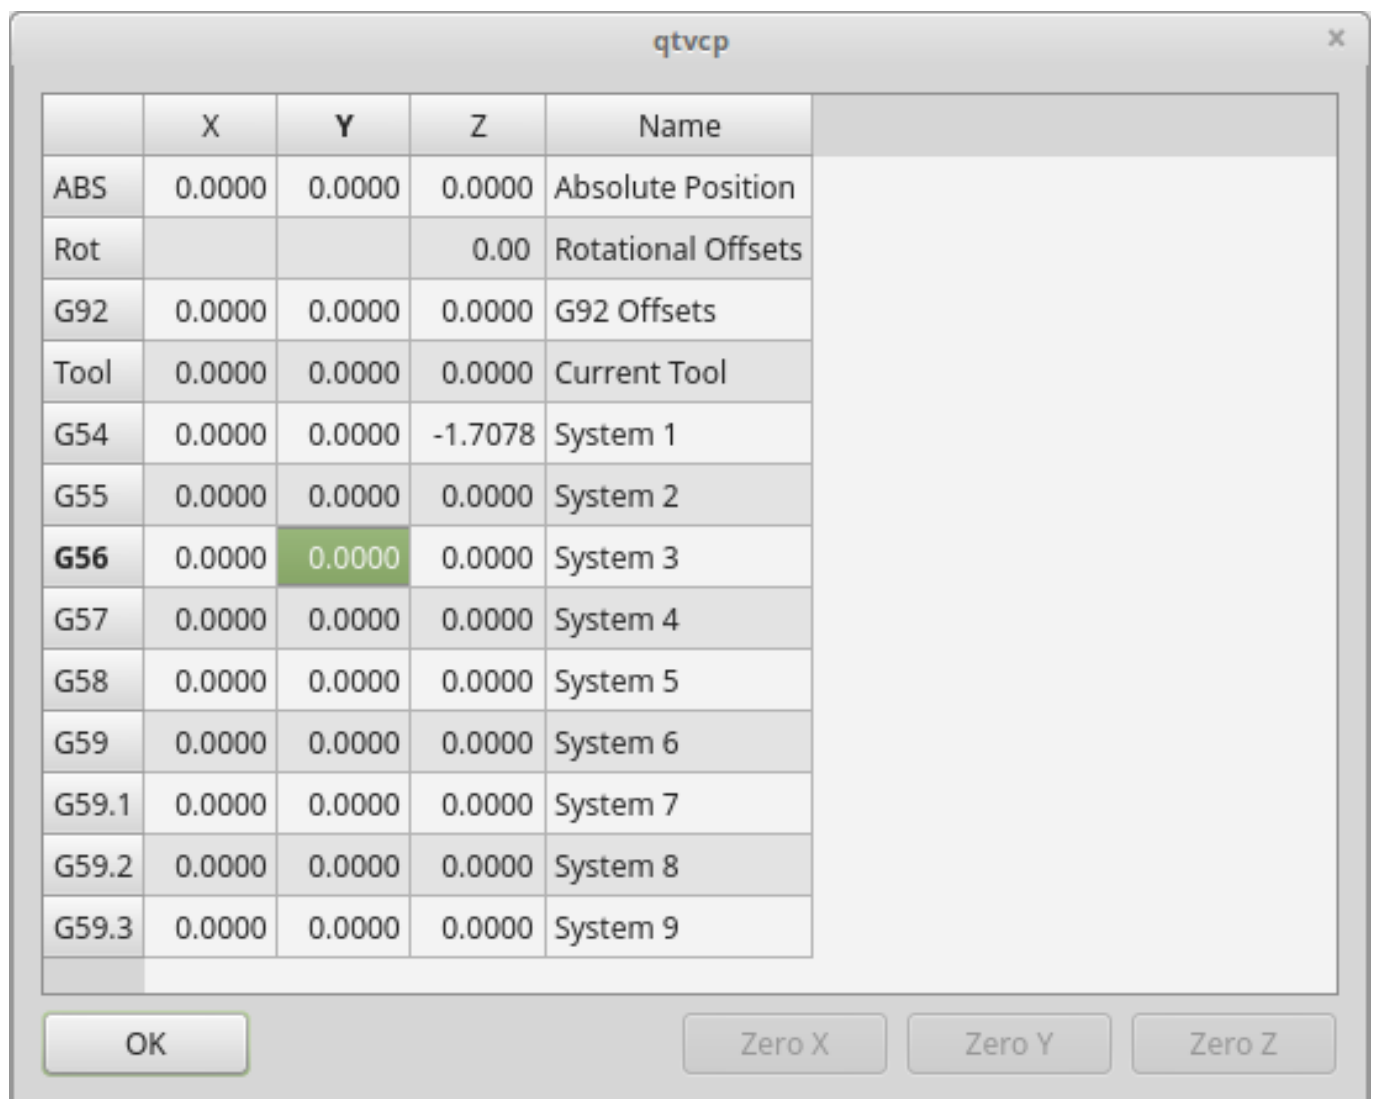 qtvcp ×
X Y Z Name
ABS 0.0000 0.0000 0.0000 Absolute Position
Rot 0.00 Rotational Offsets
G92 0.0000 0.0000 0.0000 G92 Offsets
Tool 0.0000 0.0000 0.0000 Current Tool
G54 0.0000 0.0000 -1.7078 System 1
G55 0.0000 0.0000 0.0000 System 2
G56 0.0000 0.0000 0.0000 System 3
G57 0.0000 0.0000 0.0000 System 4
G58 0.0000 0.0000 0.0000 System 5
G59 0.0000 0.0000 0.0000 System 6
G59.1 0.0000 0.0000 0.0000 System 7
G59.2 0.0000 0.0000 0.0000 System 8
G59.3 0.0000 0.0000 0.0000 System 9
OK Zero X Zero Y Zero Z